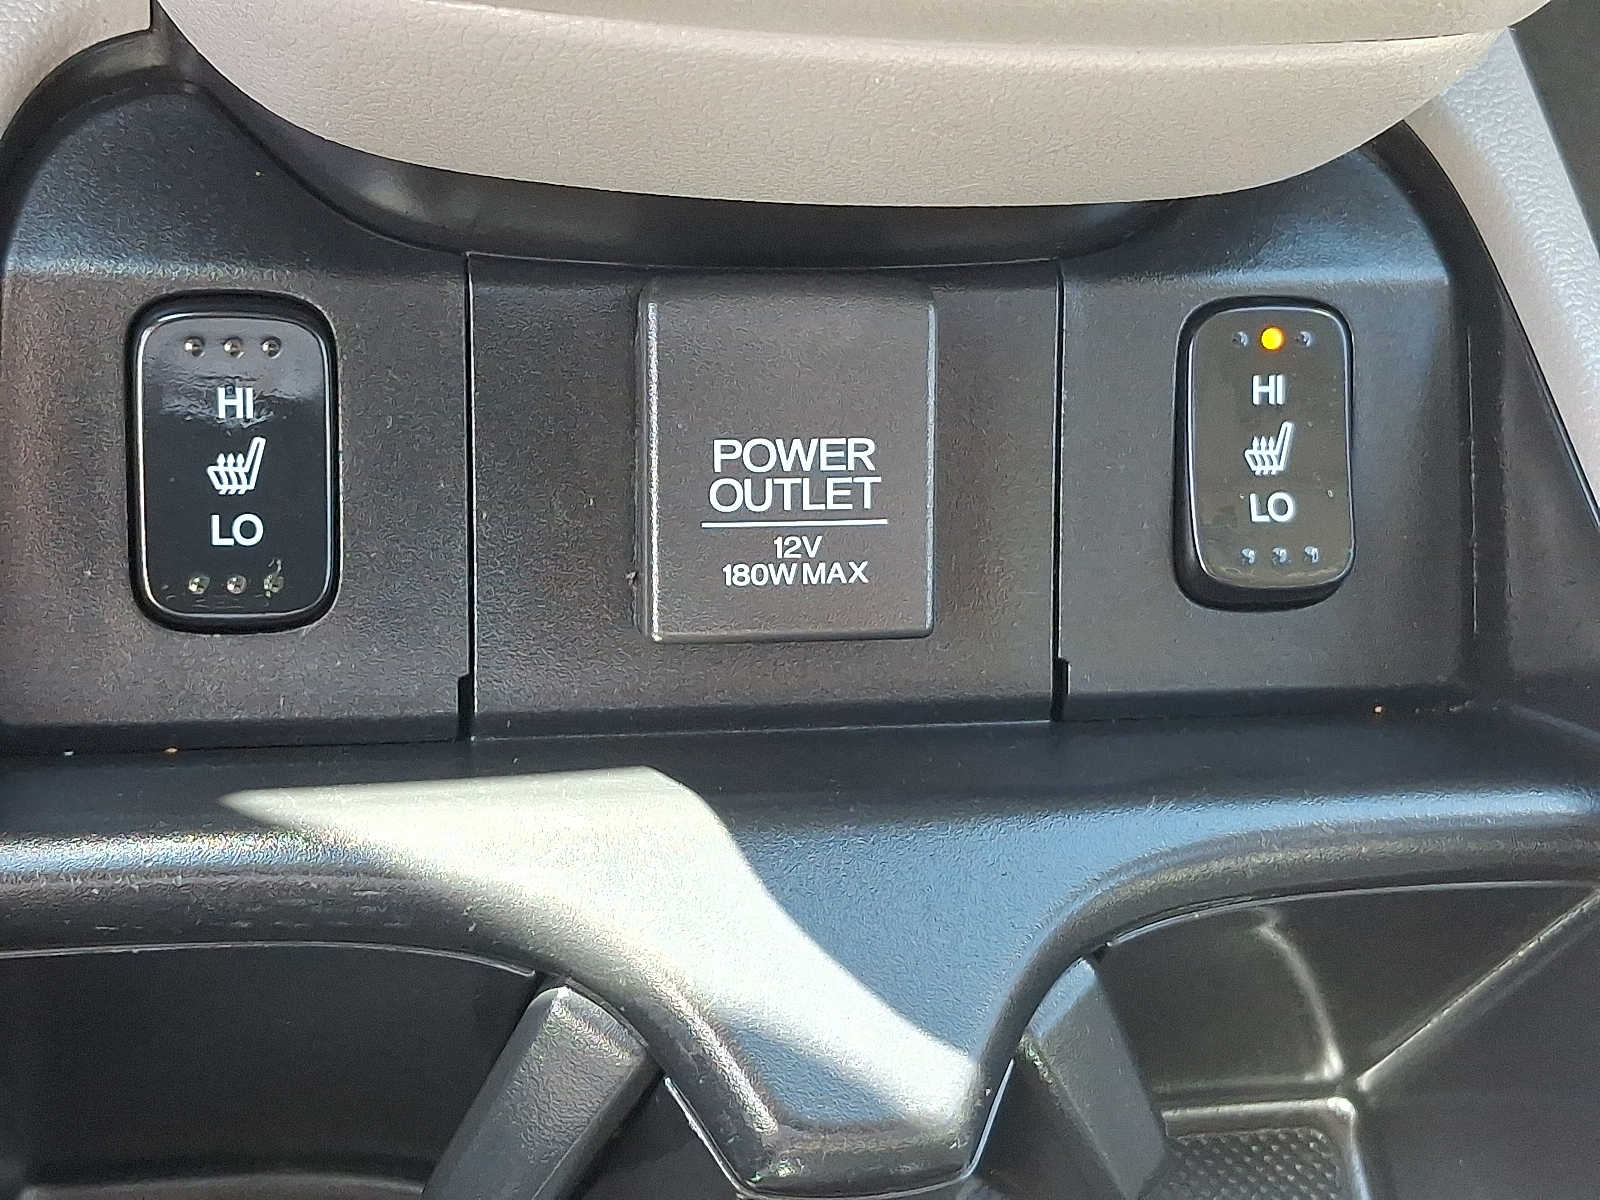 HI
LO
POWER
OUTLET
12V
180W MAX
HI
LO